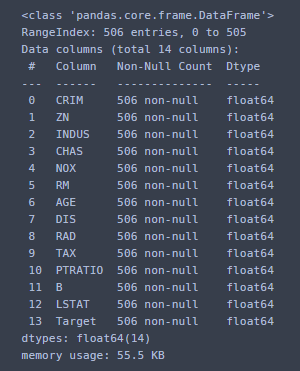 <class 'pandas.core.frame.DataFrame'>
RangeIndex: 506 entries, 0 to 505
Data columns (total 14 columns):
 #   Column   Non-Null Count  Dtype
---  ------   --------------  -----
 0   CRIM     506 non-null    float64
 1   ZN       506 non-null    float64
 2   INDUS    506 non-null    float64
 3   CHAS     506 non-null    float64
 4   NOX      506 non-null    float64
 5   RM       506 non-null    float64
 6   AGE      506 non-null    float64
 7   DIS      506 non-null    float64
 8   RAD      506 non-null    float64
 9   TAX      506 non-null    float64
 10  PTRATIO  506 non-null    float64
 11  B        506 non-null    float64
 12  LSTAT    506 non-null    float64
 13  Target   506 non-null    float64
dtypes: float64(14)
memory usage: 55.5 KB